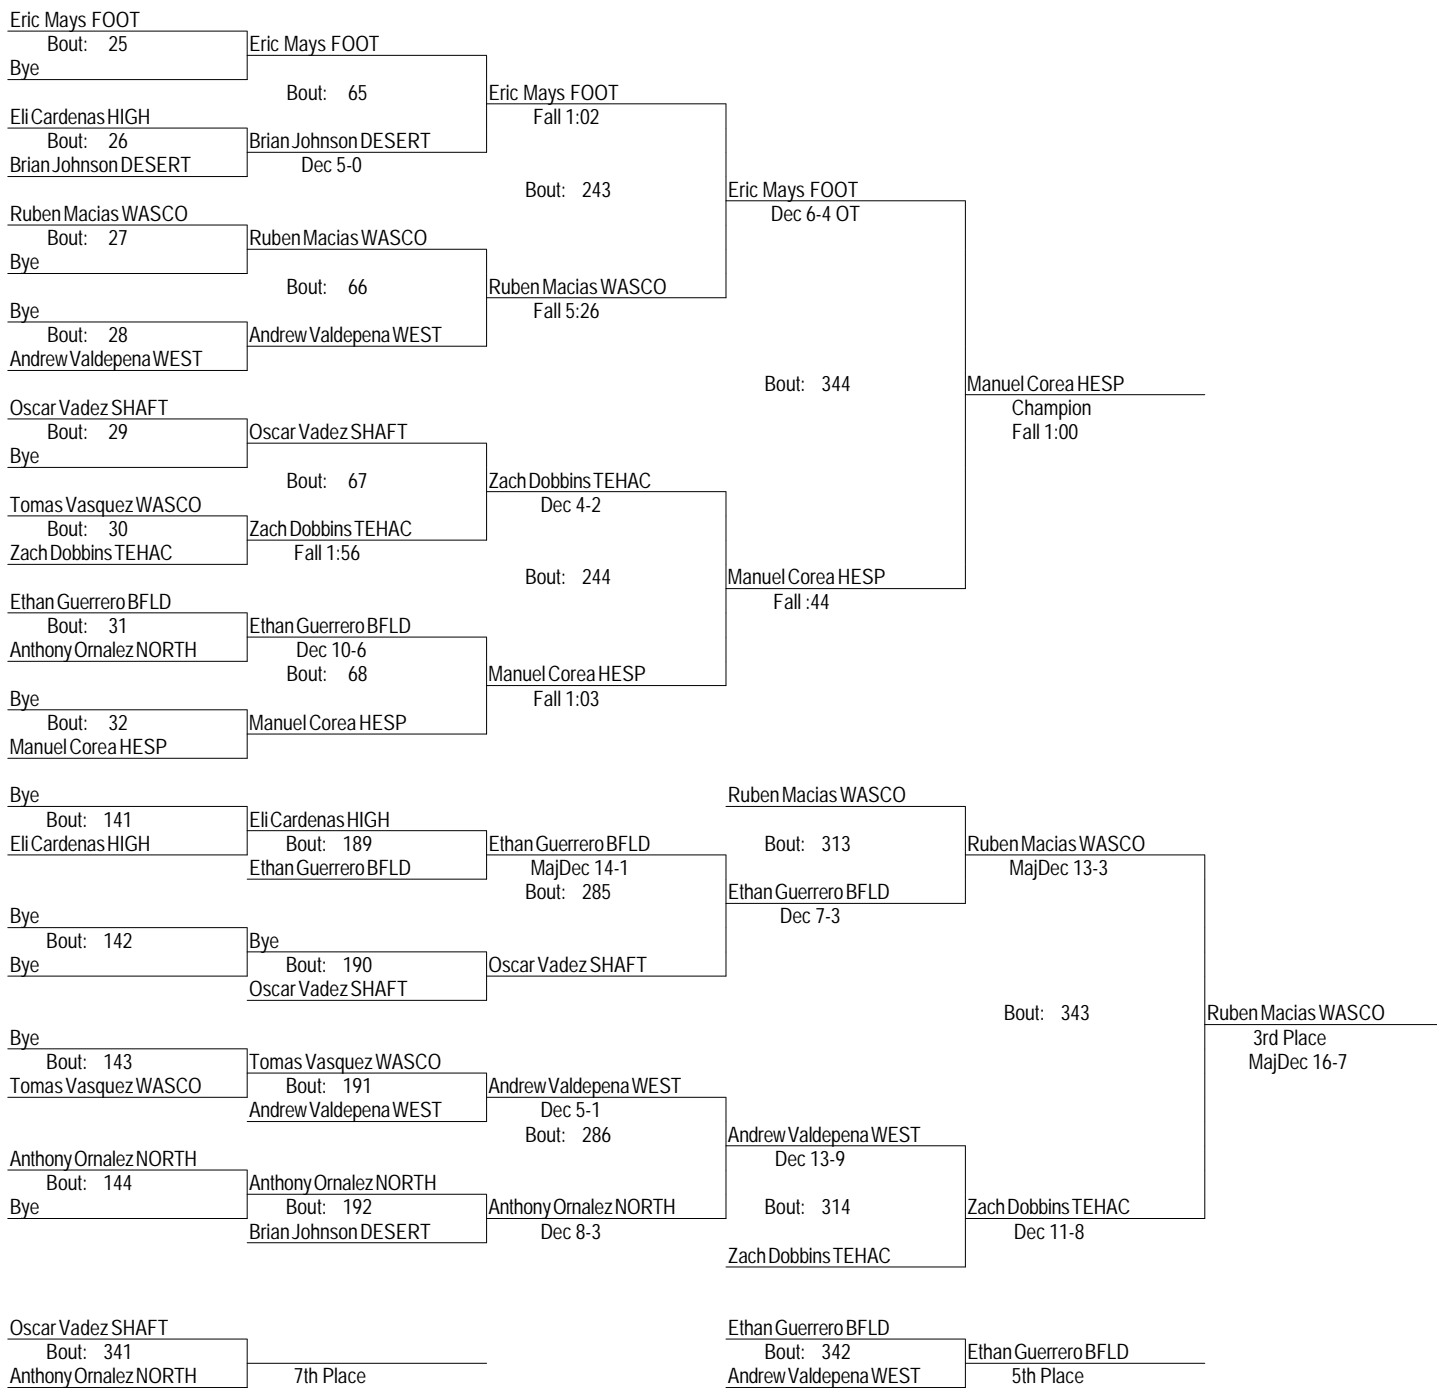 Eric Mays FOOT
Bout: 25
Eric Mays FOOT
Bye
Bout: 65
Eric Mays FOOT
Eli Cardenas HIGH
Fall 1:02
Bout: 26
Brian Johnson DESERT
Brian Johnson DESERT
Dec 5-0
Bout: 243
Eric Mays FOOT
Ruben Macias WASCO
Dec 6-4 OT
Bout: 27
Ruben Macias WASCO
Bye
Bout: 66
Ruben Macias WASCO
Bye
Fall 5:26
Bout: 28
Andrew Valdepena WEST
Andrew Valdepena WEST
Bout: 344
Manuel Corea HESP
Oscar Vadez SHAFT
Champion
Bout: 29
Oscar Vadez SHAFT
Fall 1:00
Bye
Bout: 67
Zach Dobbins TEHAC
Tomas Vasquez WASCO
Dec 4-2
Bout: 30
Zach Dobbins TEHAC
Zach Dobbins TEHAC
Fall 1:56
Bout: 244
Manuel Corea HESP
Ethan Guerrero BFLD
Fall :44
Bout: 31
Ethan Guerrero BFLD
Anthony Ornalez NORTH
Dec 10-6
Bout: 68
Manuel Corea HESP
Bye
Fall 1:03
Bout: 32
Manuel Corea HESP
Manuel Corea HESP
Bye
Ruben Macias WASCO
Bout: 141
Eli Cardenas HIGH
Eli Cardenas HIGH
Bout: 189
Ethan Guerrero BFLD
Bout: 313
Ruben Macias WASCO
Ethan Guerrero BFLD
MajDec 14-1
MajDec 13-3
Bout: 285
Ethan Guerrero BFLD
Bye
Dec 7-3
Bout: 142
Bye
Bye
Bout: 190
Oscar Vadez SHAFT
Oscar Vadez SHAFT
Bout: 343
Ruben Macias WASCO
Bye
3rd Place
Bout: 143
Tomas Vasquez WASCO
MajDec 16-7
Tomas Vasquez WASCO
Bout: 191
Andrew Valdepena WEST
Andrew Valdepena WEST
Dec 5-1
Bout: 286
Andrew Valdepena WEST
Anthony Ornalez NORTH
Dec 13-9
Bout: 144
Anthony Ornalez NORTH
Bye
Bout: 192
Anthony Ornalez NORTH
Bout: 314
Zach Dobbins TEHAC
Brian Johnson DESERT
Dec 8-3
Dec 11-8
Zach Dobbins TEHAC
Oscar Vadez SHAFT
Ethan Guerrero BFLD
Bout: 341
Bout: 342
Ethan Guerrero BFLD
Anthony Ornalez NORTH
7th Place
Andrew Valdepena WEST
5th Place